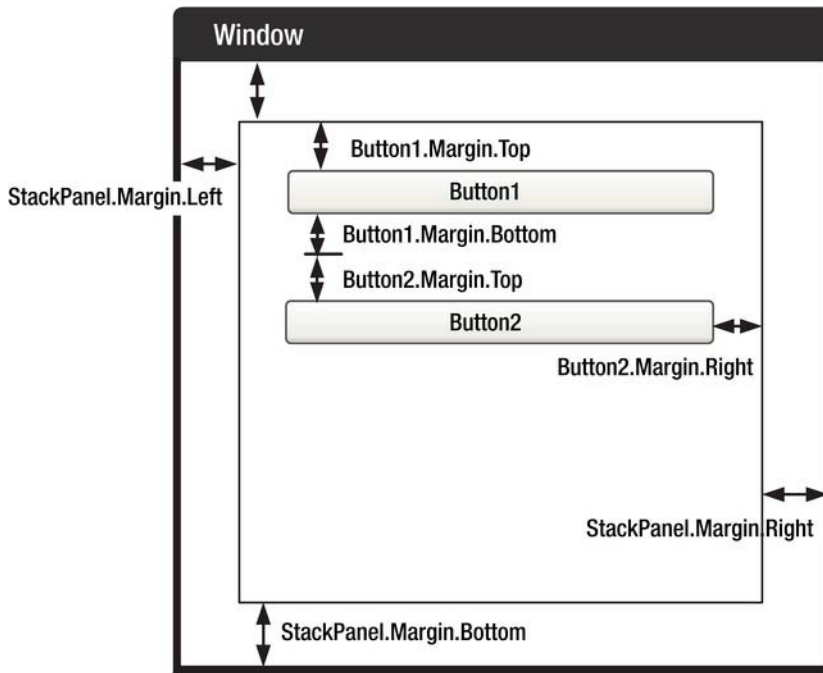 Window
Button1.Margin.Top
StackPanel.Margin.Left
Button1
Button1.Margin.Bottom
Button2.Margin.Top
Button2
Button2.Margin.Right
StackPanel.Margin.Right
StackPanel.Margin.Bottom